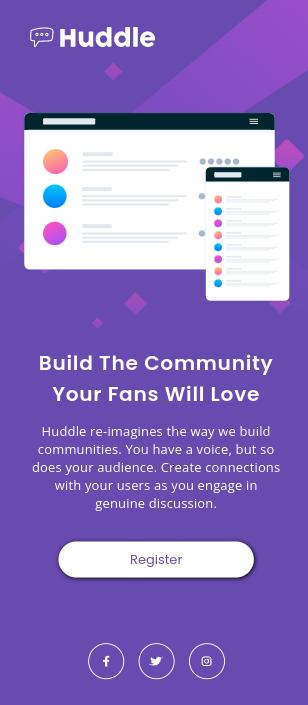 Huddle
Build The Community
Your Fans Will Love
Huddle re-imagines the way we build
communities. You have a voice, but so
does your audience. Create connections
with your users as you engage in
genuine discussion.
Register